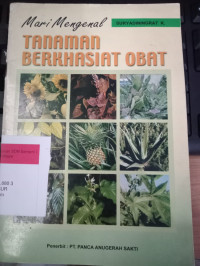 Mari Mengenal
TANAMAN
BERKHASIAT OBAT
Penerbit : PT. PANCA ANUGERAH SAKTI